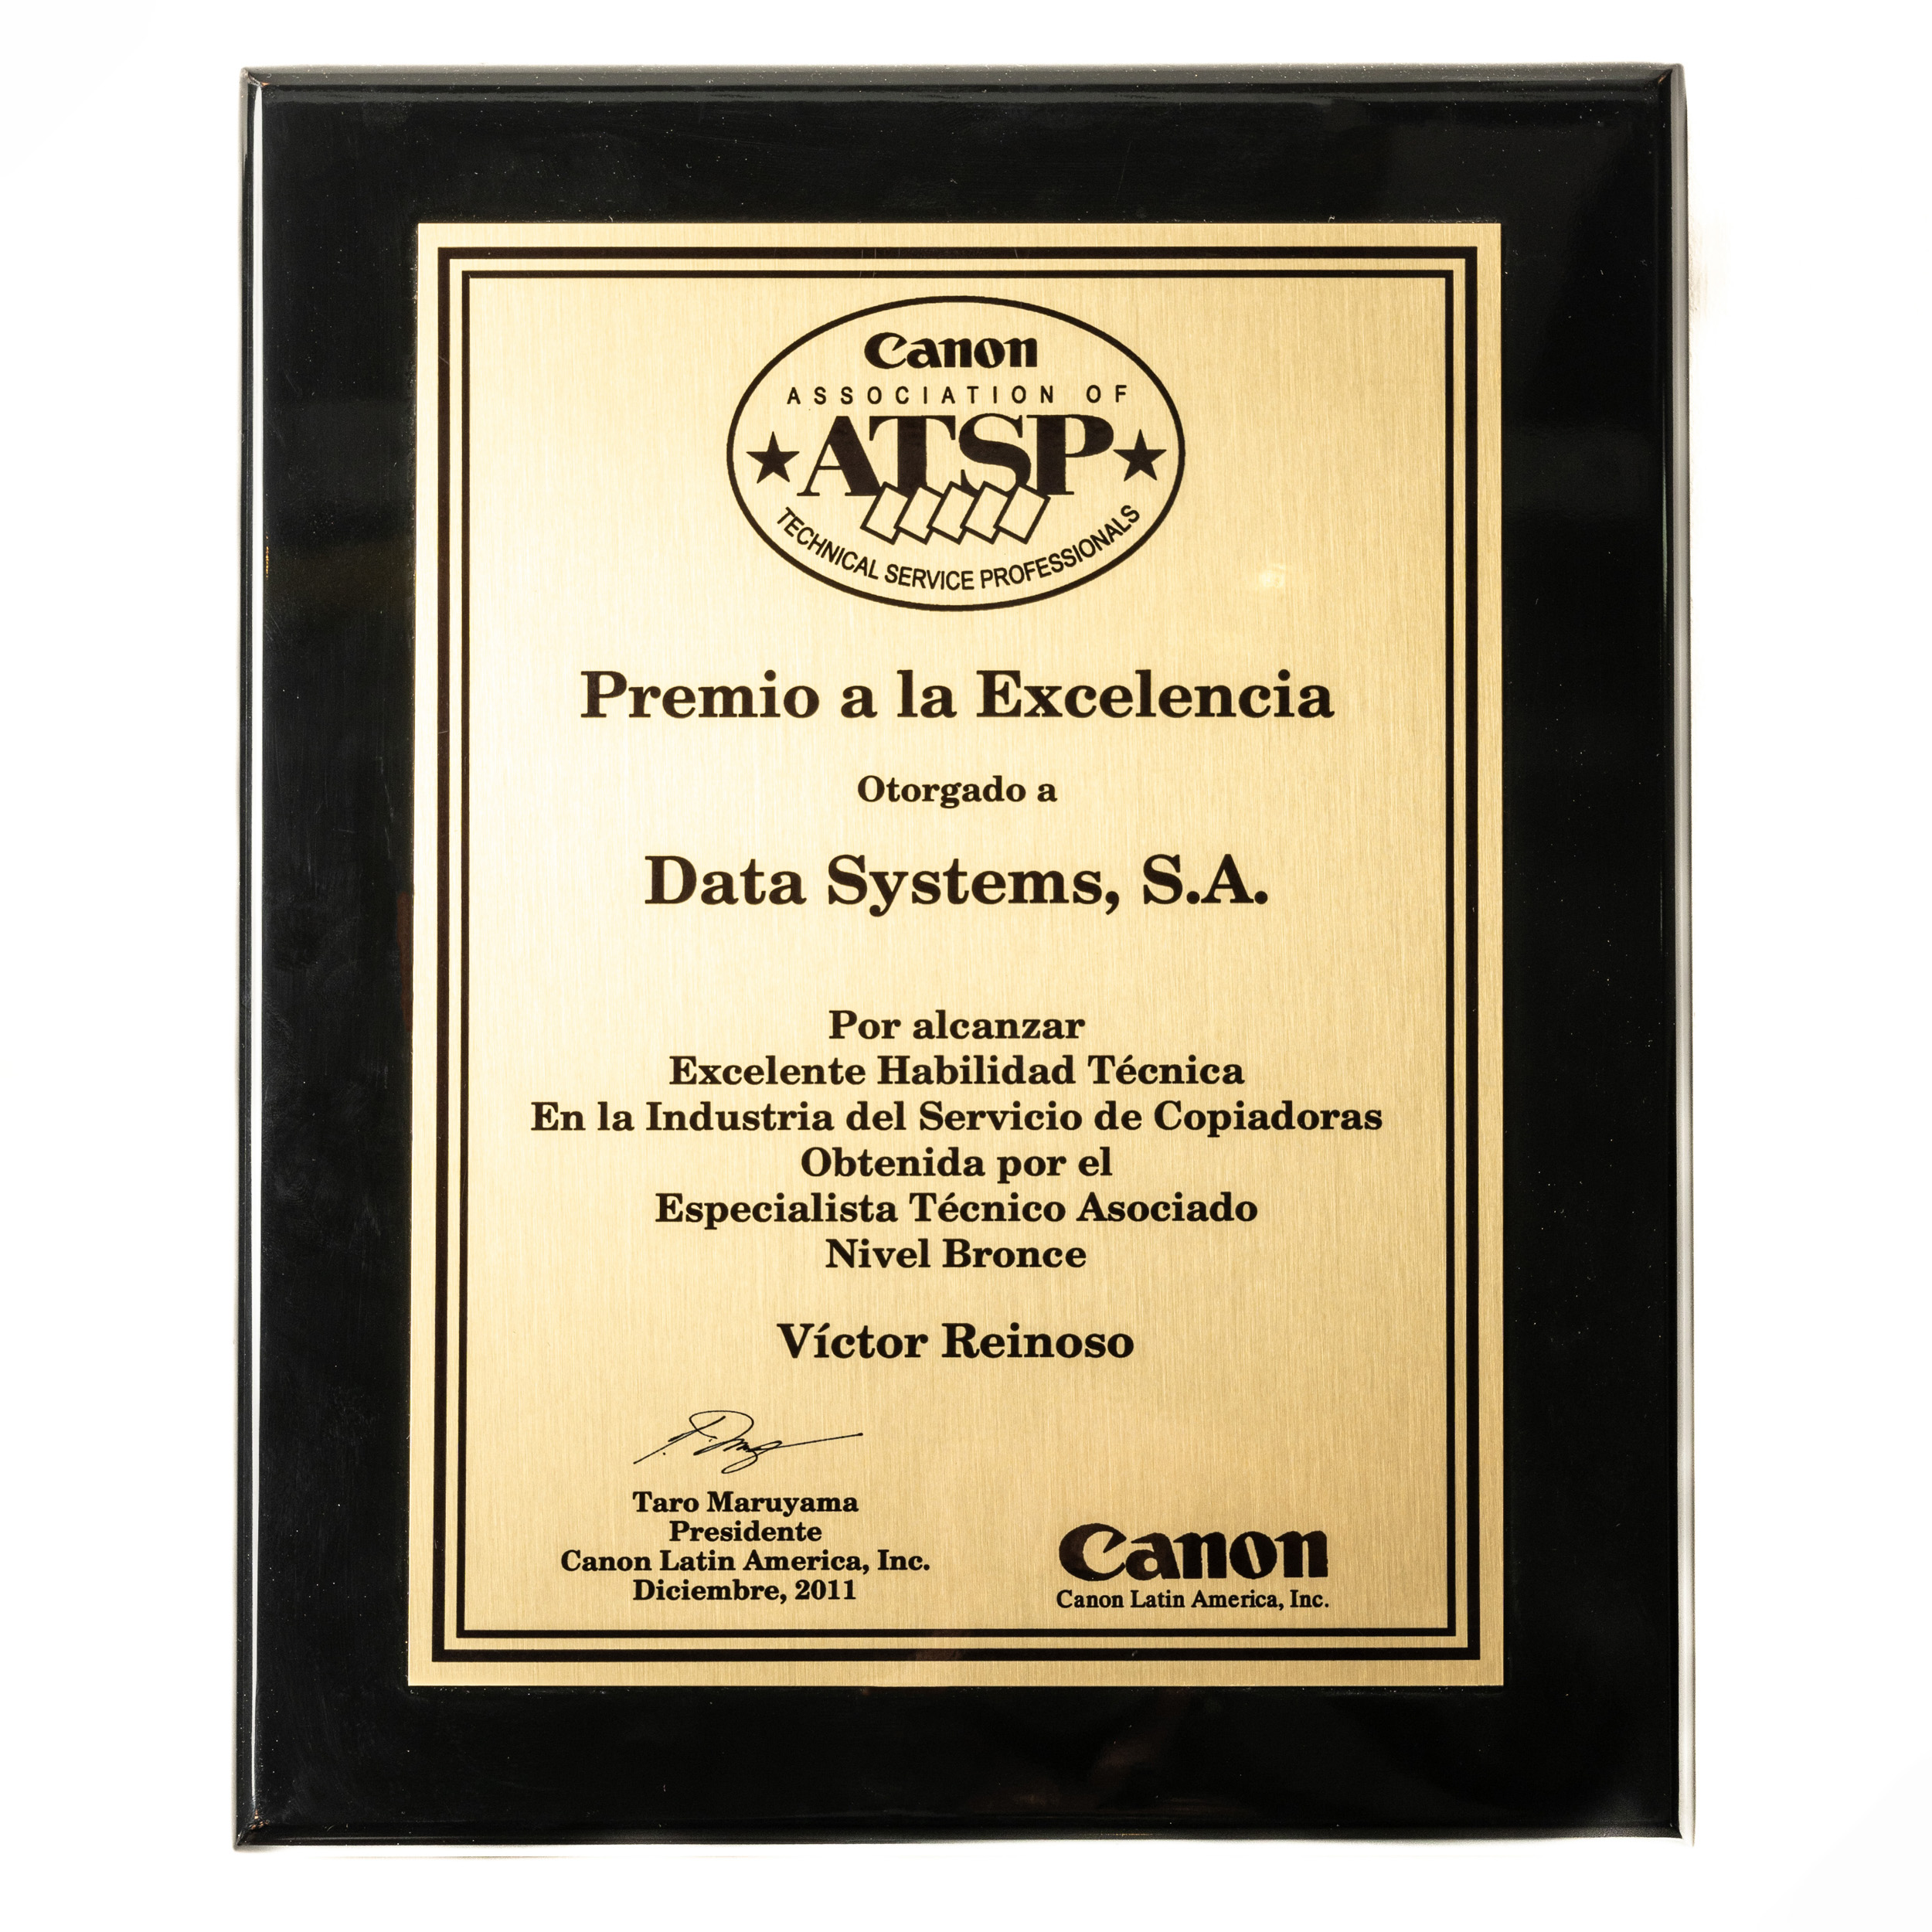 Canon
ASSOCIATION OF
ATSP
TECHNICAL SERVICE PROFESSIONALS
Premio a la Excelencia
Otorgado a
Data Systems, S.A.
Por alcanzar
Excelente Habilidad Técnica
En la Industria del Servicio de Copiadoras
Obtenida por el
Especialista Técnico Asociado
Nivel Bronce
Víctor Reinoso
Taro Maruyama
Presidente
Canon Latin America, Inc.
Diciembre, 2011
Canon
Canon Latin America, Inc.